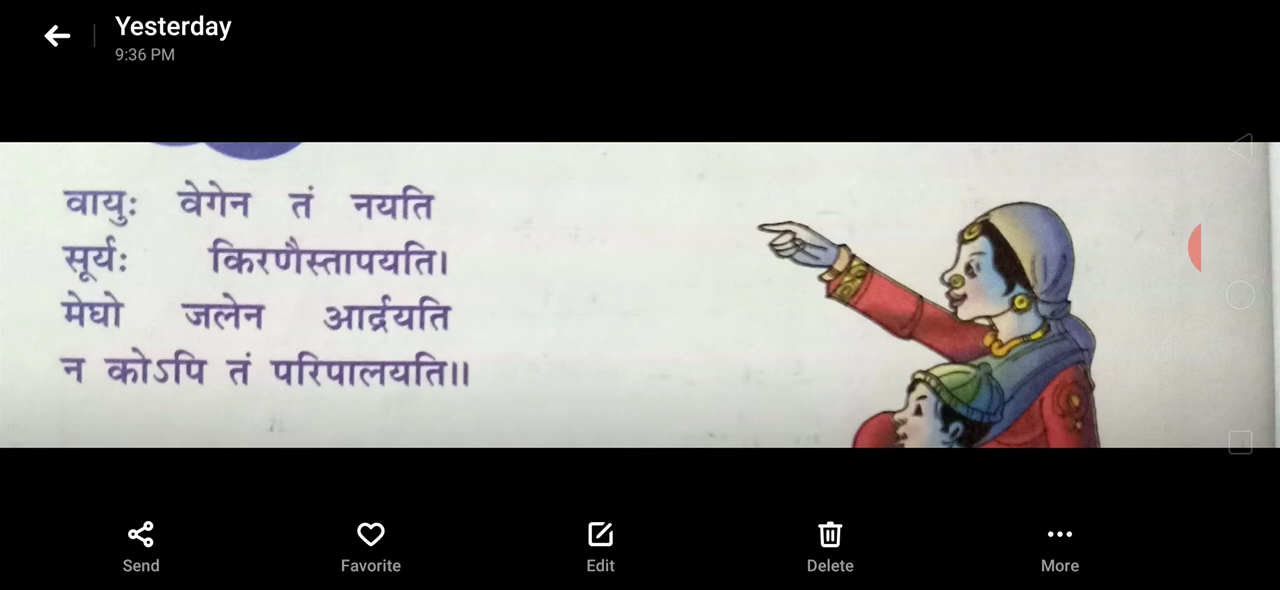 Yesterday
9:36 PM
वायुः वेगेन तं नयति
सूर्यः किरणैस्तापयति।
मेघो जलेन आर्द्रयति
न कोऽपि तं परिपालयति॥
Send
Favorite
Edit
Delete
More